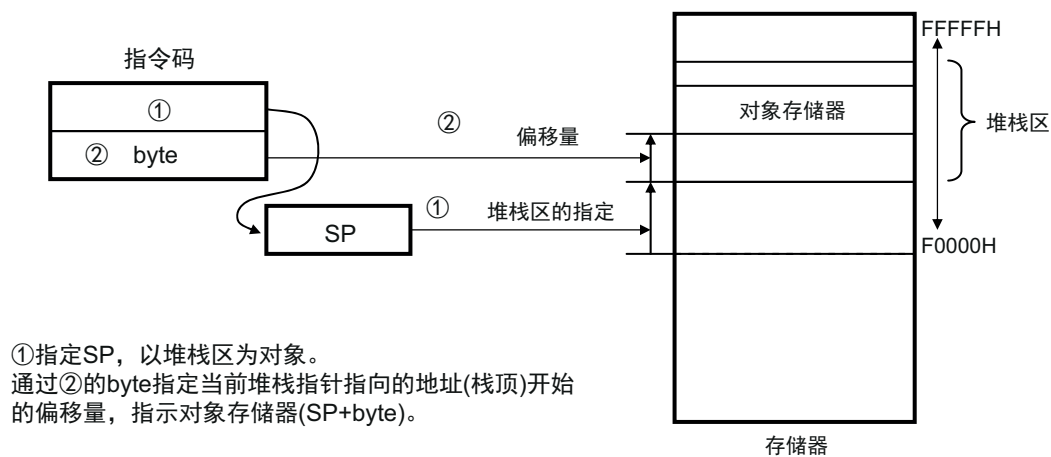 指令码
①
② byte
SP
②
偏移量
①
堆栈区的指定
FFFFFH
对象存储器
堆栈区
F0000H
①指定SP，以堆栈区为对象。
通过②的byte指定当前堆栈指针指向的地址(栈顶)开始
的偏移量，指示对象存储器(SP+byte)。
存储器